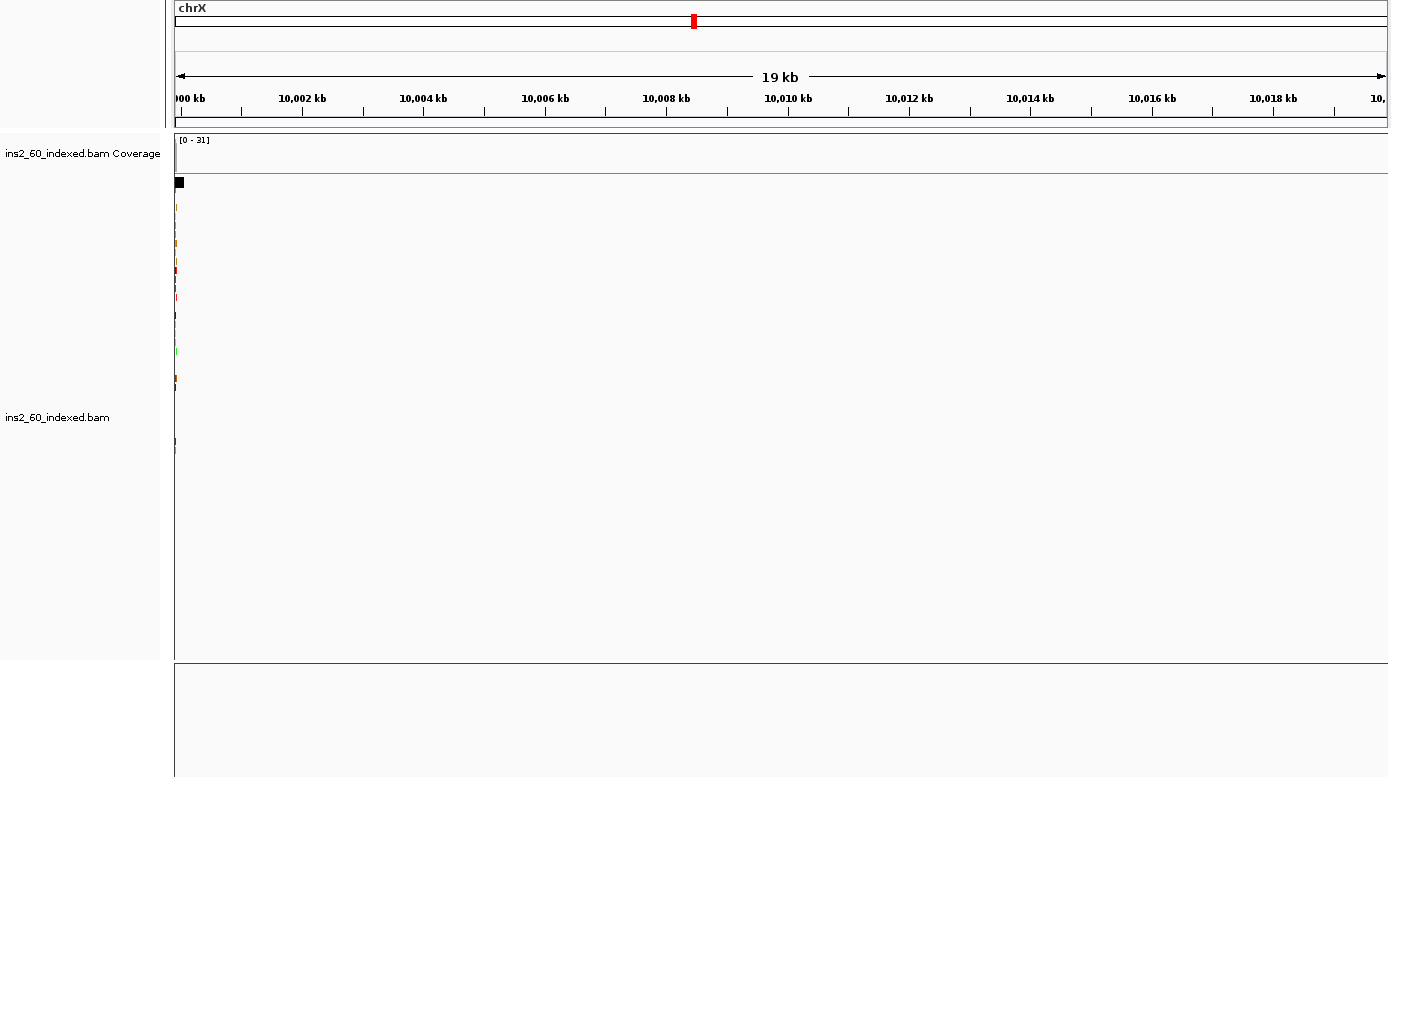 chrX
19 kb
00 kb 10,002 kb 10,004 kb 10,006 kb 10,008 kb 10,010 kb 10,012 kb 10,014 kb 10,016 kb 10,018 kb 10,
[0 - 31]
ins2_60_indexed.bam Coverage
ins2_60_indexed.bam